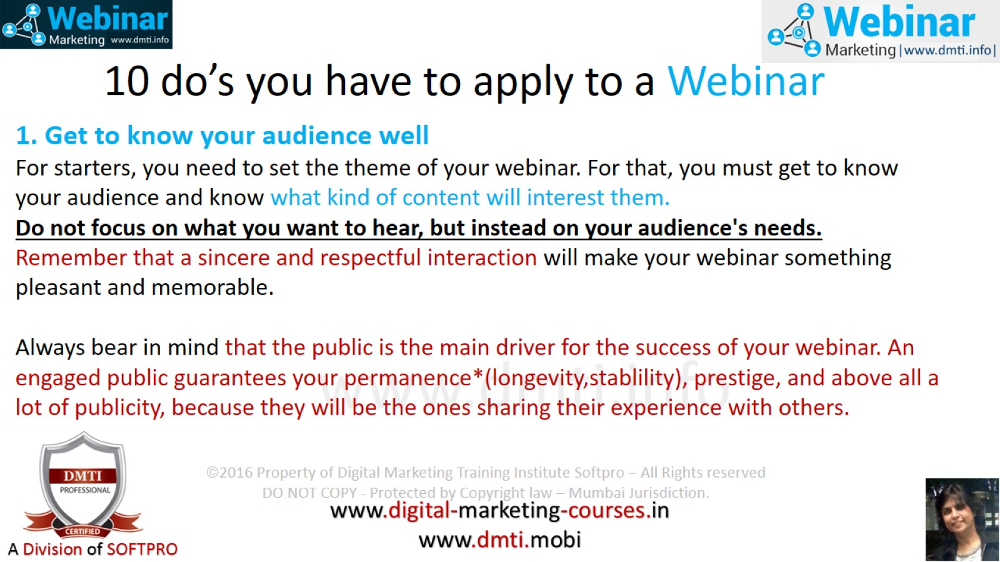 Webinar
Marketing www.dmti.info
Webinar
Marketing|www.dmti.info|
10 do’s you have to apply to a Webinar
1. Get to know your audience well
For starters, you need to set the theme of your webinar. For that, you must get to know
your audience and know what kind of content will interest them.
Do not focus on what you want to hear, but instead on your audience's needs.
Remember that a sincere and respectful interaction will make your webinar something
pleasant and memorable.
Always bear in mind that the public is the main driver for the success of your webinar. An
engaged public guarantees your permanence*(longevity,stablility), prestige, and above all a
lot of publicity, because they will be the ones sharing their experience with others.
www.dmti.info
DMTI
PROFESSIONAL
CERTIFIED
A Division of SOFTPRO
©2016 Property of Digital Marketing Training Institute Softpro – All Rights reserved
DO NOT COPY - Protected by Copyright law – Mumbai Jurisdiction.
www.digital-marketing-courses.in
www.dmti.mobi